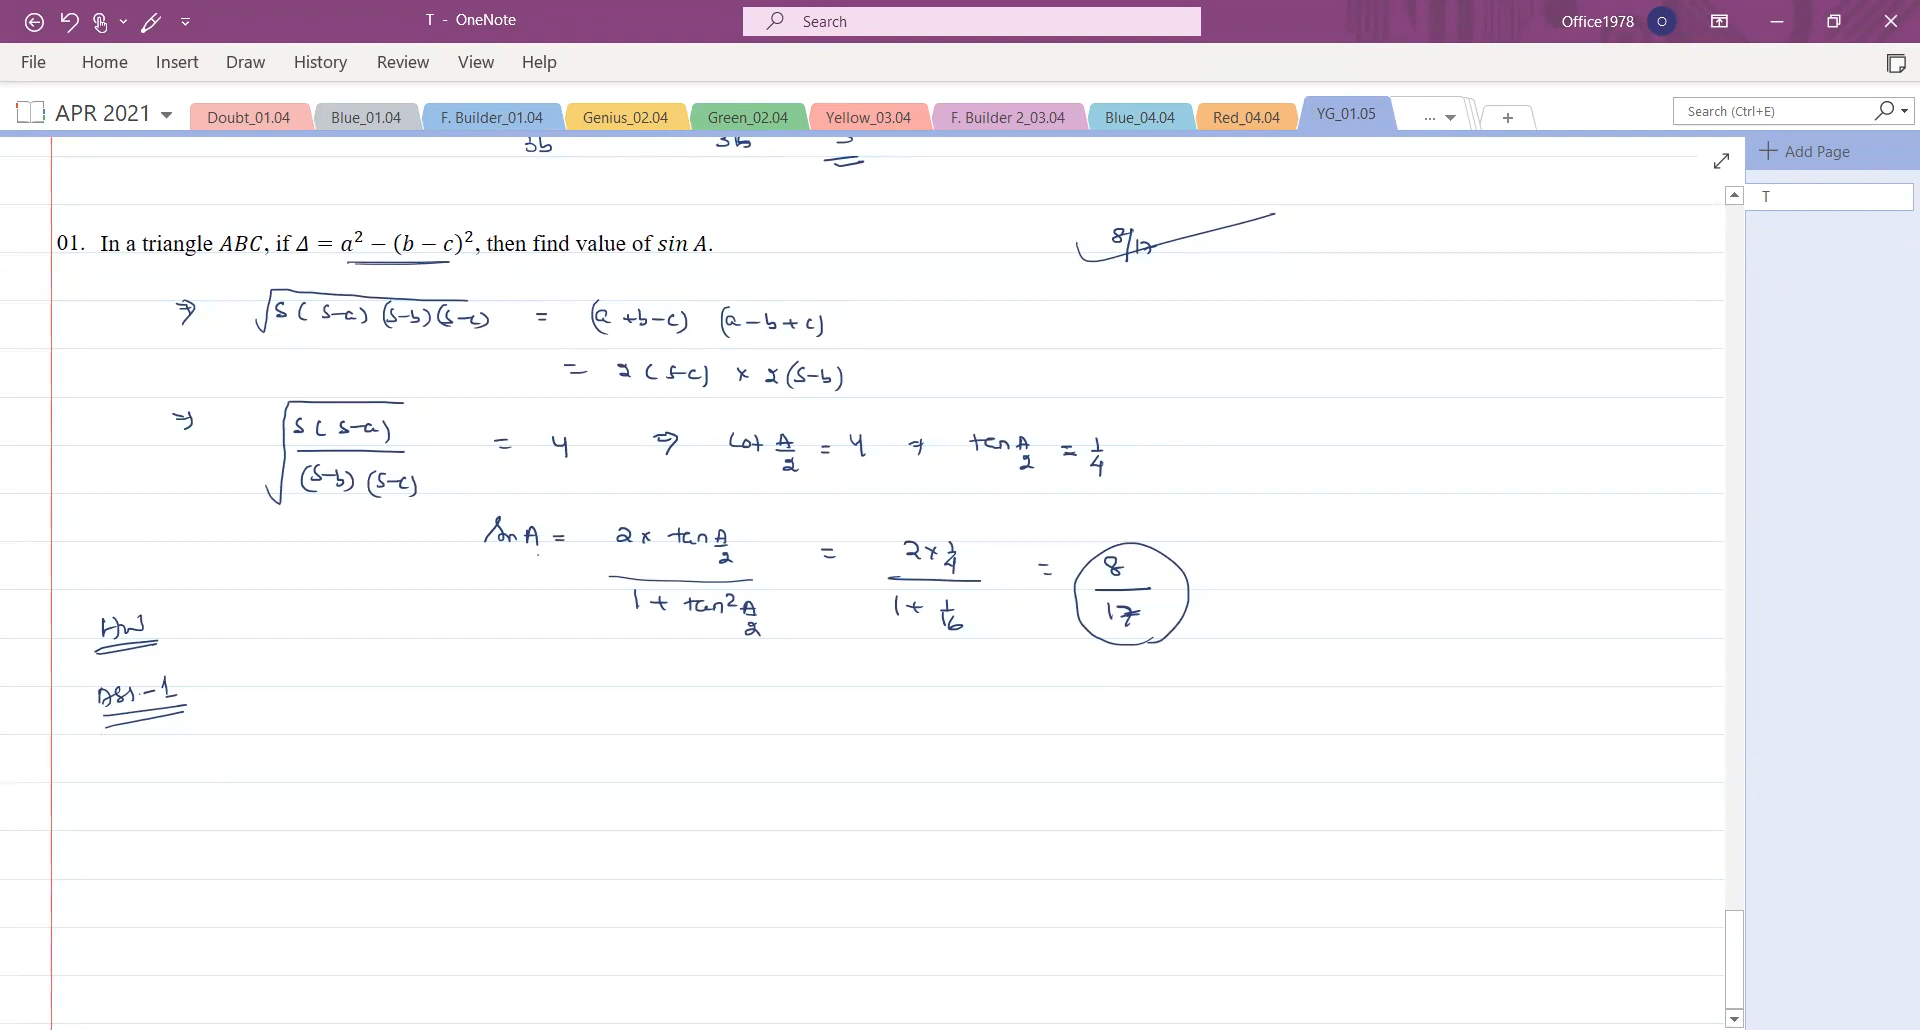 T - OneNote
Search
Office1978
O
File Home Insert Draw History Review View Help
APR 2021
Doubt_01.04 Blue_01.04 F. Builder_01.04 Genius_02.04 Green_02.04 Yellow_03.04 F. Builder 2_03.04 Blue_04.04 Red_04.04 YG_01.05 ... +
Search (Ctrl+E)
Add Page
T
3b 3b
01. In a triangle ABC, if Δ = a² − (b − c)², then find value of sin A.
8/17
⇒ √(s(s-a)(s-b)(s-c)) = (a+b-c) (a-b+c)
= 2(s-c) × 2(s-b)
⇒ √(s(s-a)/(s-b)(s-c)) = 4 ⇒ cot A/2 = 4 ⇒ tan A/2 = 1/4
sin A = 2 × tan A/2 / 1 + tan² A/2 = 2 × 1/4 / 1 + 1/16 = 8/17
HW
Ass.-1